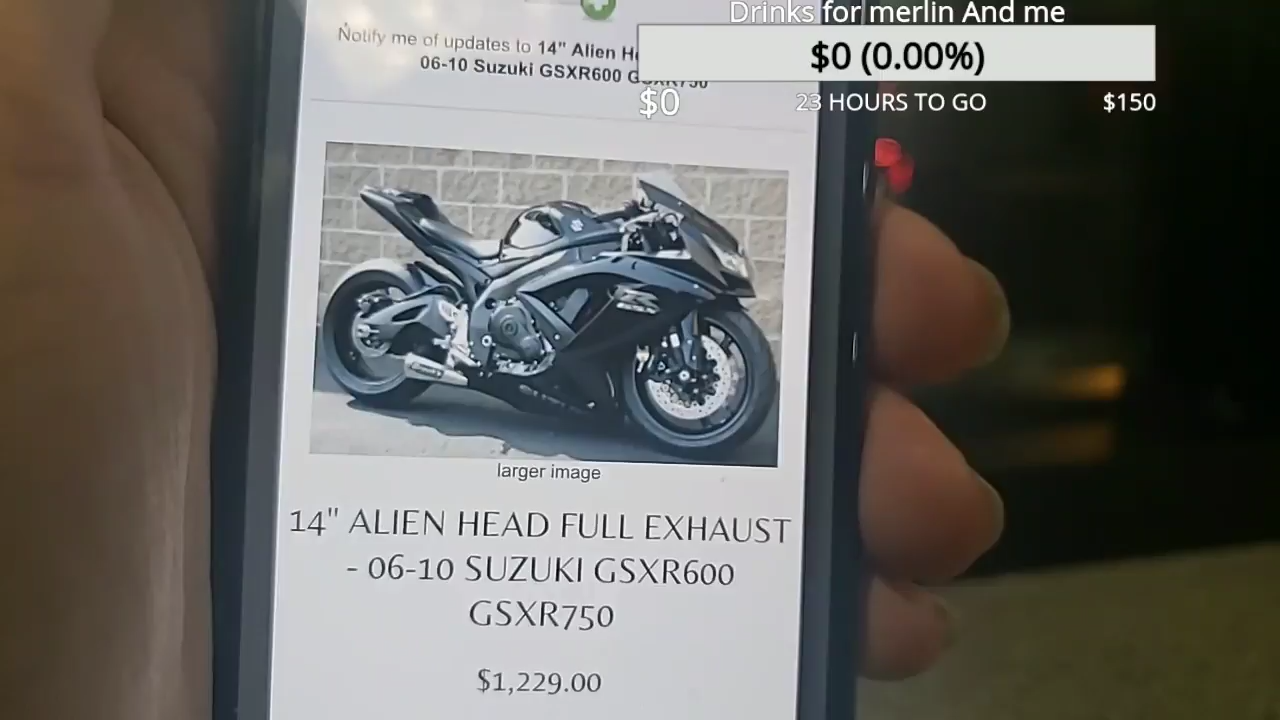 Drinks for merlin And me
$0 (0.00%)
$0
23 HOURS TO GO
$150
Notify me of updates to 14" Alien
06-10 Suzuki GSXR600
larger image
14" ALIEN HEAD FULL EXHAUST
- 06-10 SUZUKI GSXR600
GSXR750
$1,229.00